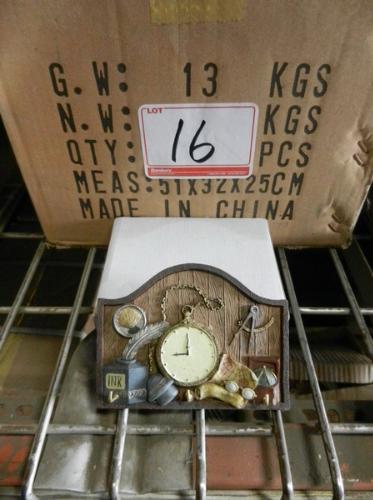 G.W: 13 KGS
LOT
16
N.W: KGS
QTY: PCS
MEAS:51X32X25CM
MADE IN CHINA
INK